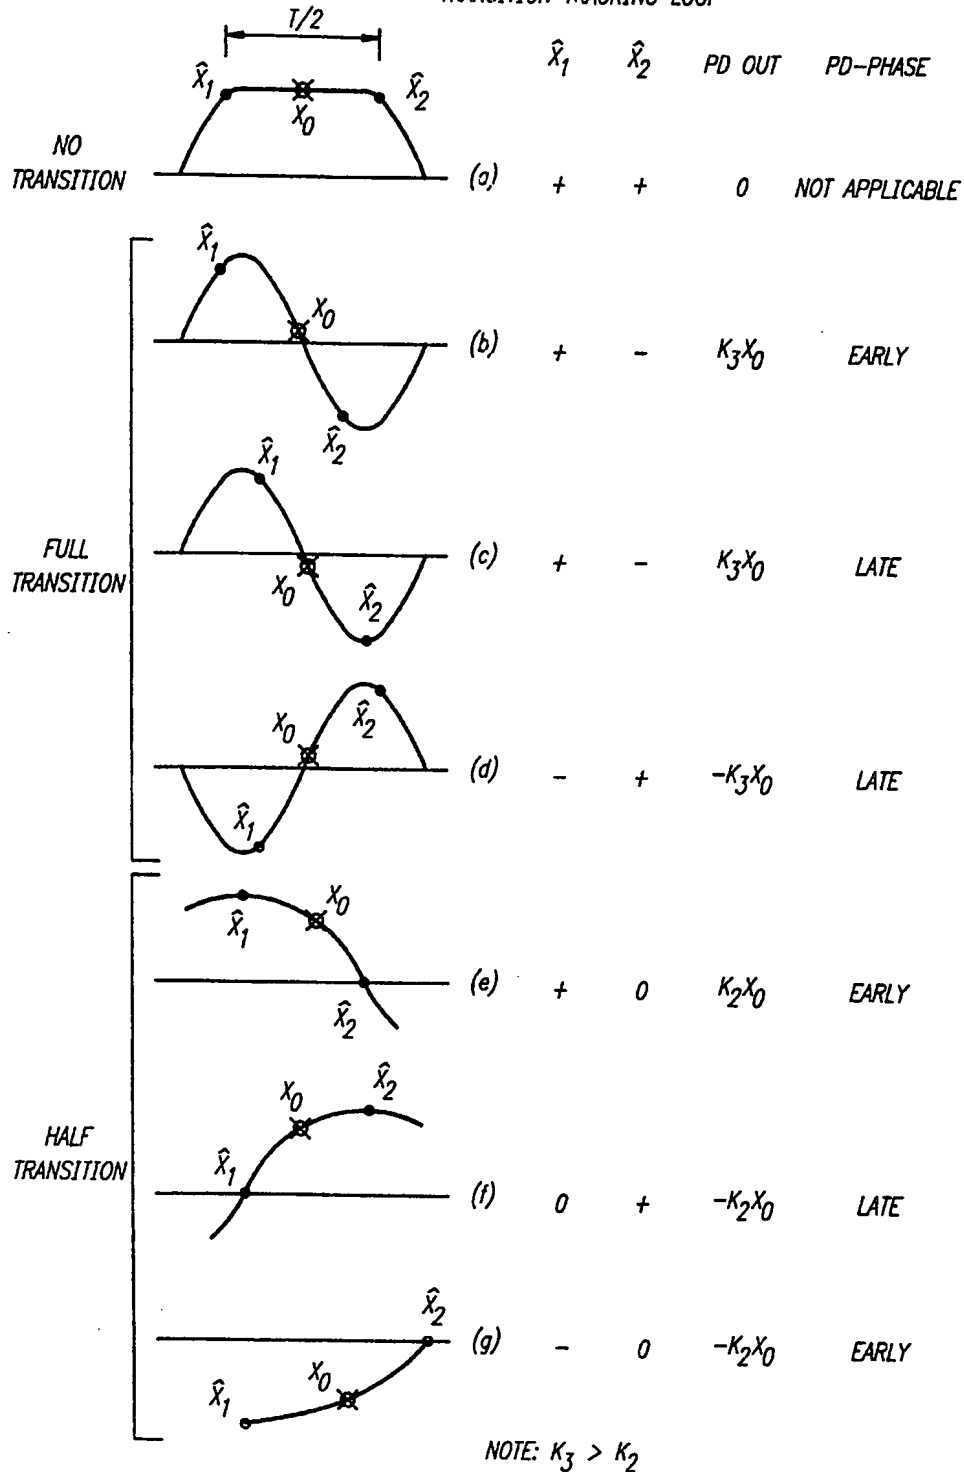 T/2
X̂1 X̂2 PD OUT PD-PHASE
X̂1 X0 X̂2
NO TRANSITION (a) + + 0 NOT APPLICABLE
X̂1 X0 X̂2
(b) + - K3X0 EARLY
FULL TRANSITION
X̂1 X0 X̂2
(c) + - K3X0 LATE
X0 X̂2 X̂1
(d) - + -K3X0 LATE
X̂1 X0 X̂2
(e) + 0 K2X0 EARLY
HALF TRANSITION
X0 X̂2 X̂1
(f) 0 + -K2X0 LATE
X̂2
(g) - 0 -K2X0 EARLY
X̂1 X0
NOTE: K3 > K2